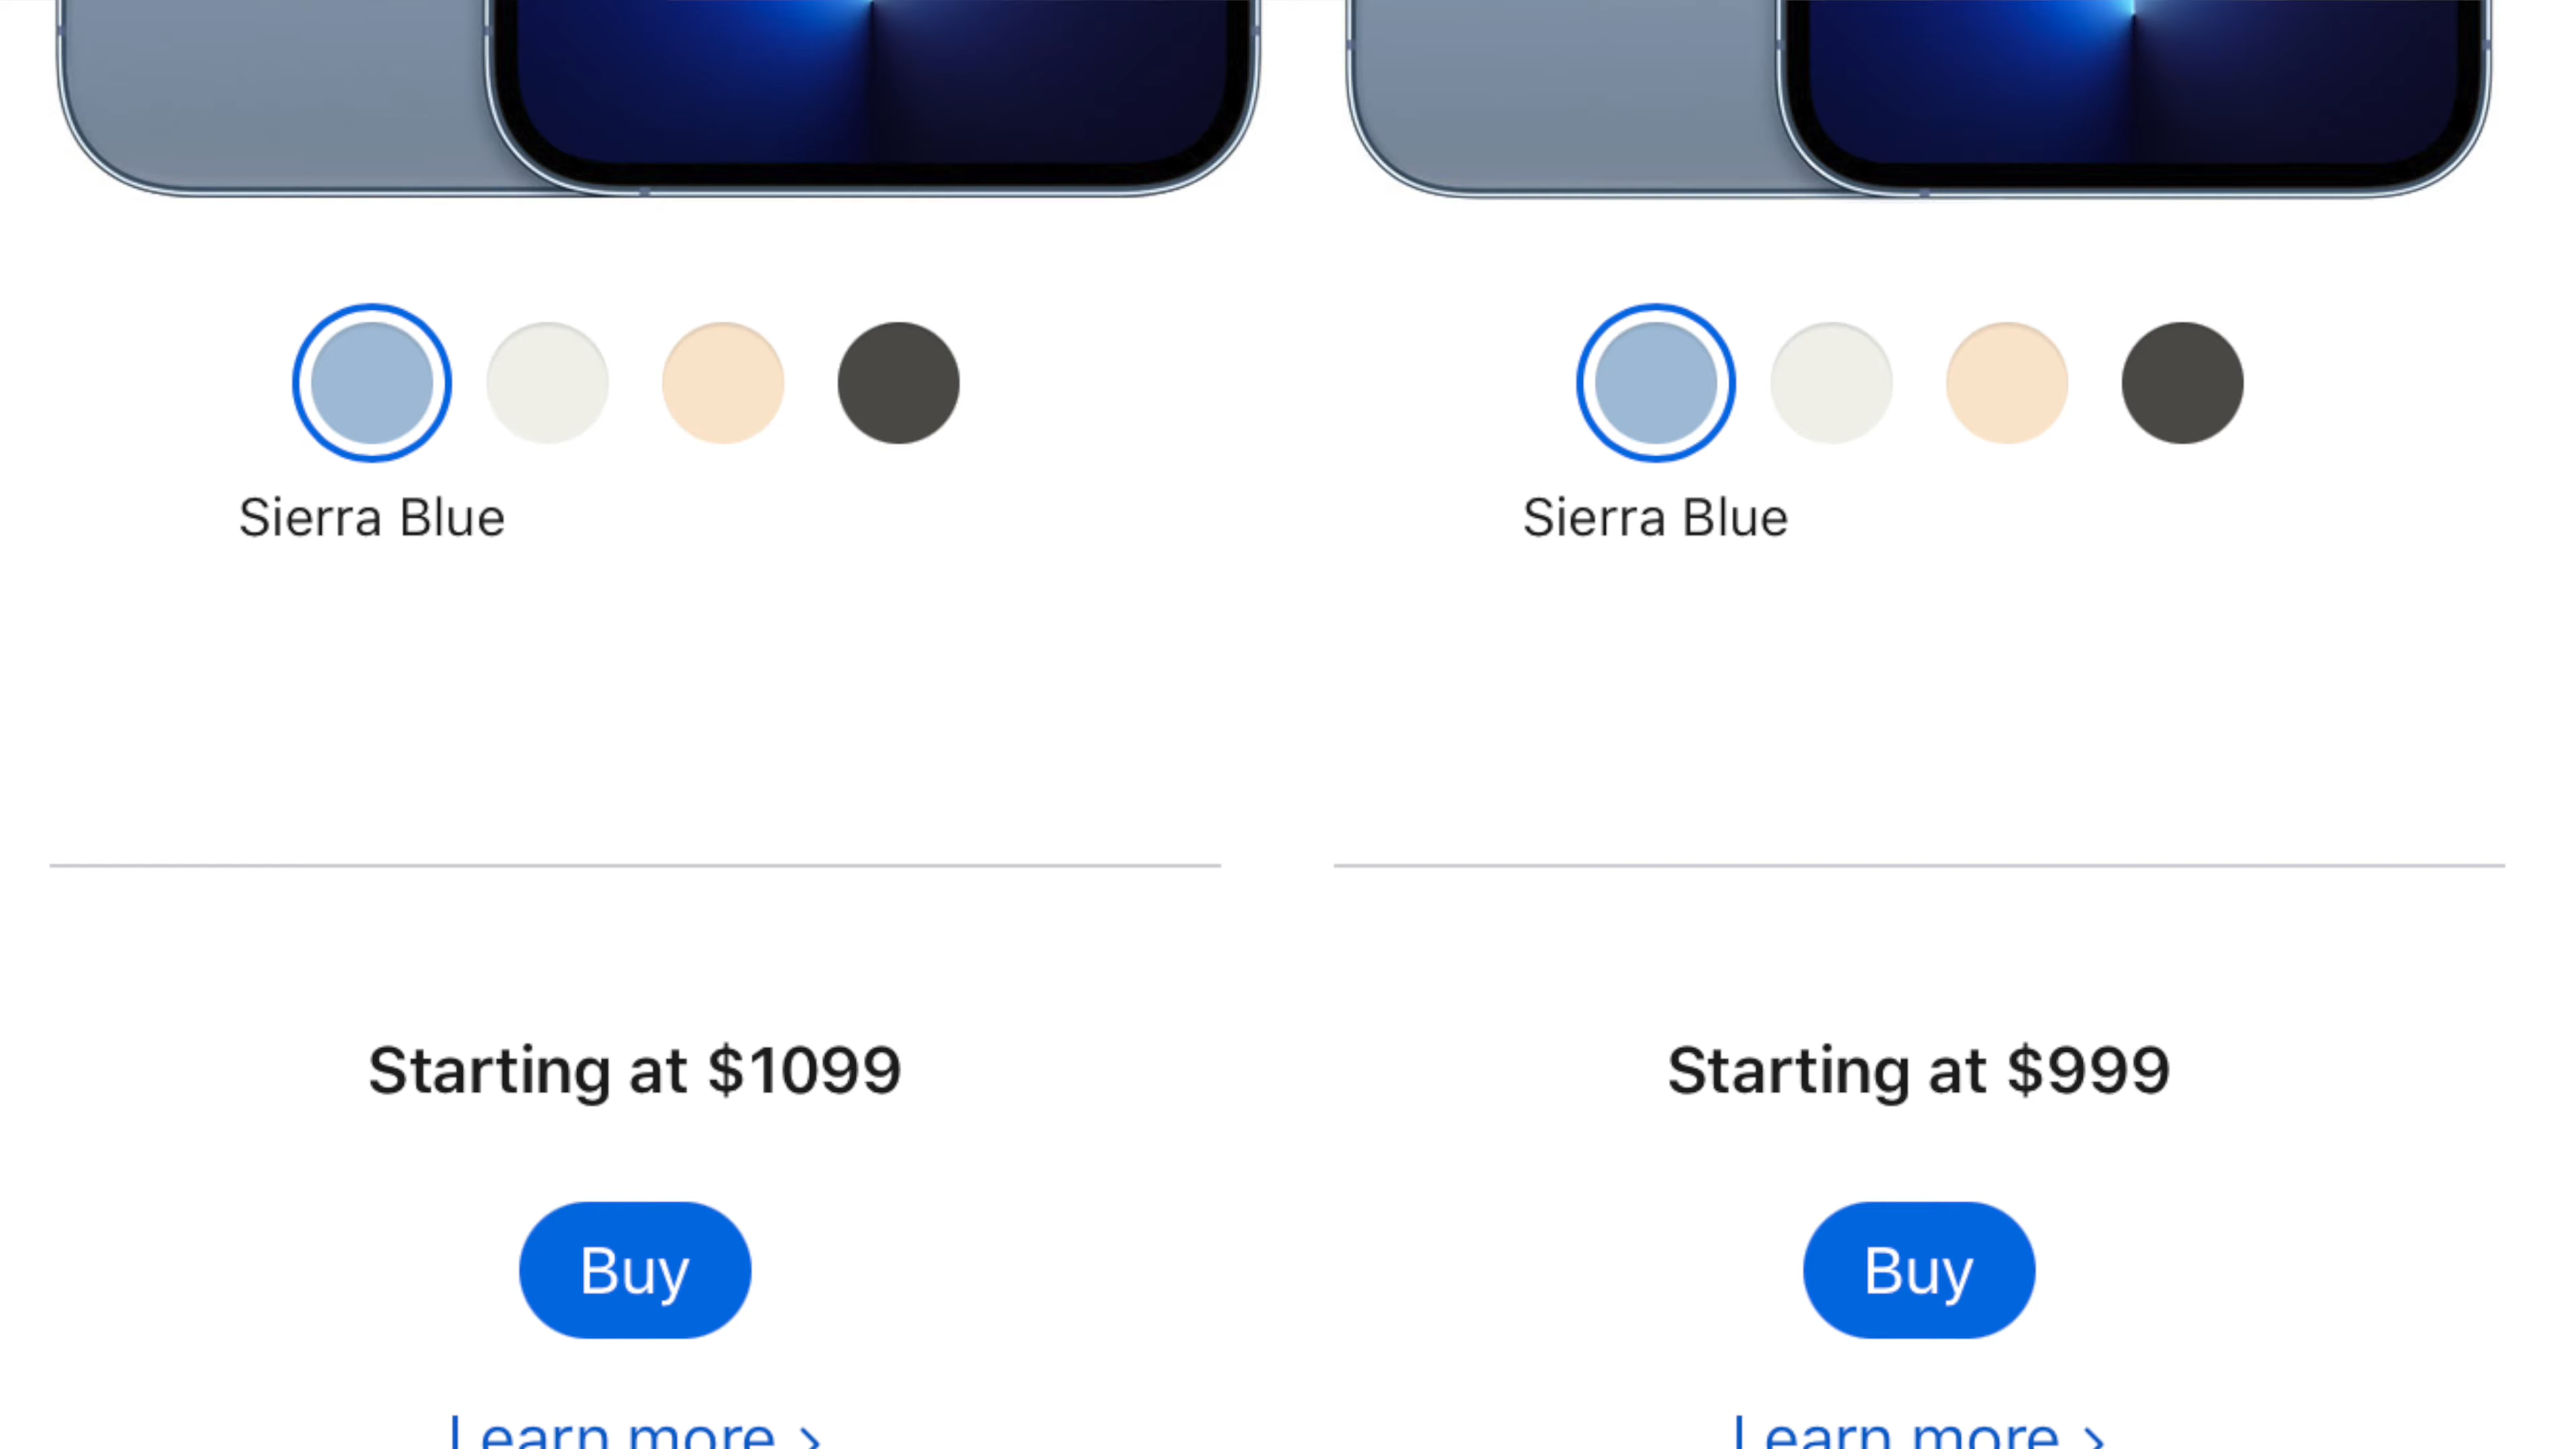 Sierra Blue
Sierra Blue
Starting at $1099
Starting at $999
Buy
Buy
Learn more >
Learn more >